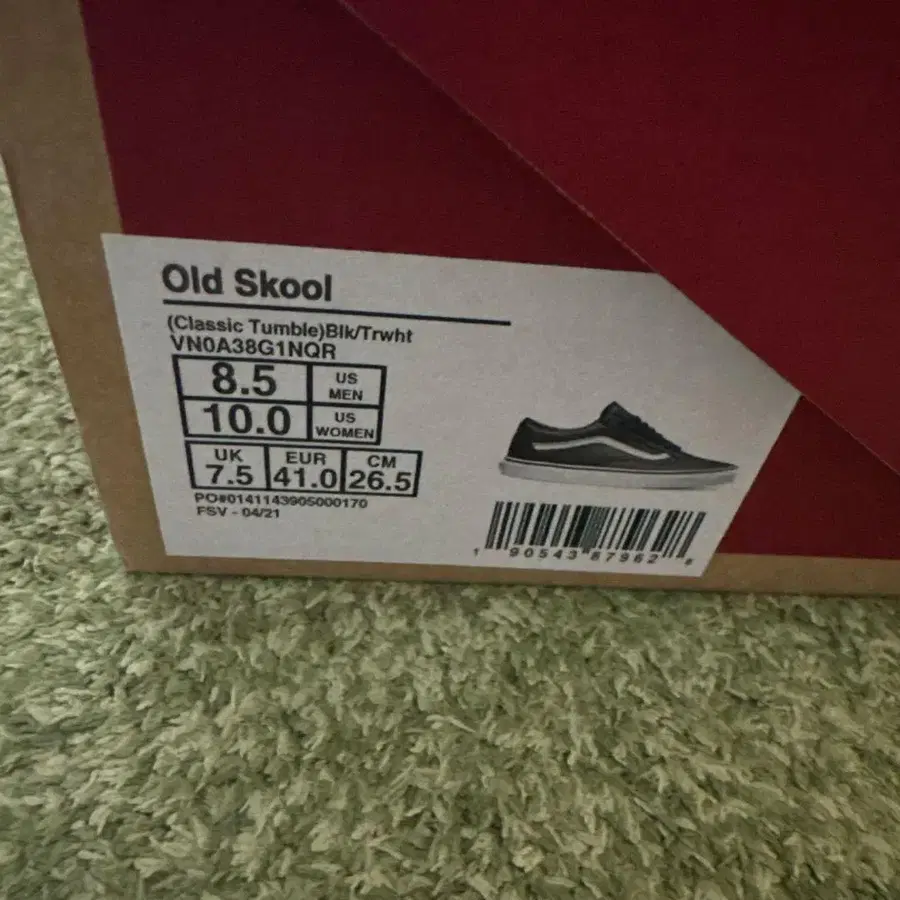 Old Skool
(Classic Tumble)Blk/Trwht
VN0A38G1NQR
8.5 US MEN
10.0 US WOMEN
UK EUR CM
7.5 41.0 26.5
PO#0141143905000170
FSV - 04/21
1 90543 87962 8